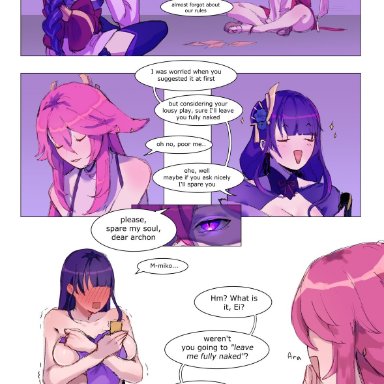 almost forgot about
our rules
I was worried when you
suggested it at first
but considering your
lousy play, sure I'll leave
you fully naked
oh no, poor me..
ehe, well
maybe if you ask nicely
I'll spare you
please,
spare my soul,
dear archon
M-miko...
Hm? What is
it, Ei?
weren't
you going to "leave
me fully naked"?
Ara